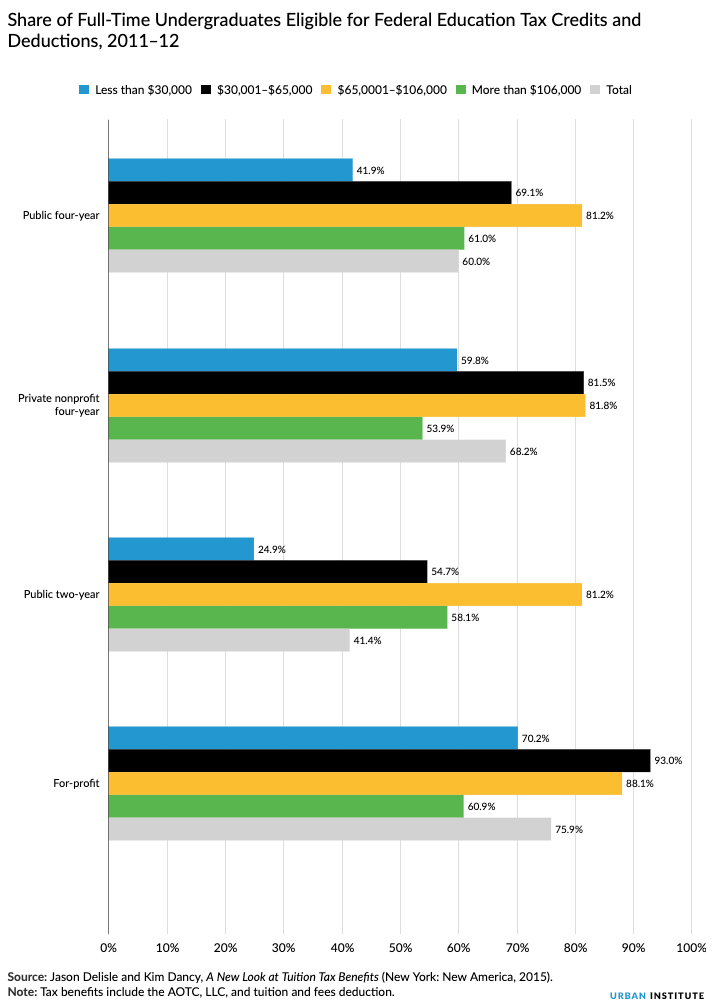 Share of Full-Time Undergraduates Eligible for Federal Education Tax Credits and
Deductions, 2011–12
Less than $30,000 $30,001–$65,000 $65,0001–$106,000 More than $106,000 Total
41.9%
69.1%
Public four-year 81.2%
61.0%
60.0%
59.8%
81.5%
Private nonprofit
four-year
81.8%
53.9%
68.2%
24.9%
54.7%
Public two-year 81.2%
58.1%
41.4%
70.2%
93.0%
For-profit 88.1%
60.9%
75.9%
0% 10% 20% 30% 40% 50% 60% 70% 80% 90% 100%
Source: Jason Delisle and Kim Dancy, A New Look at Tuition Tax Benefits (New York: New America, 2015).
Note: Tax benefits include the AOTC, LLC, and tuition and fees deduction.
URBAN INSTITUTE